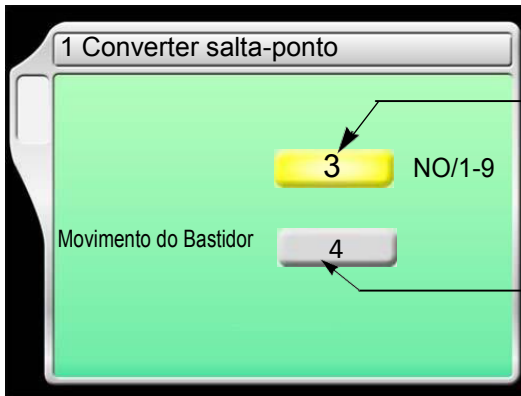 1 Converter salta-ponto
3 NO/1-9
Movimento do Bastidor 4